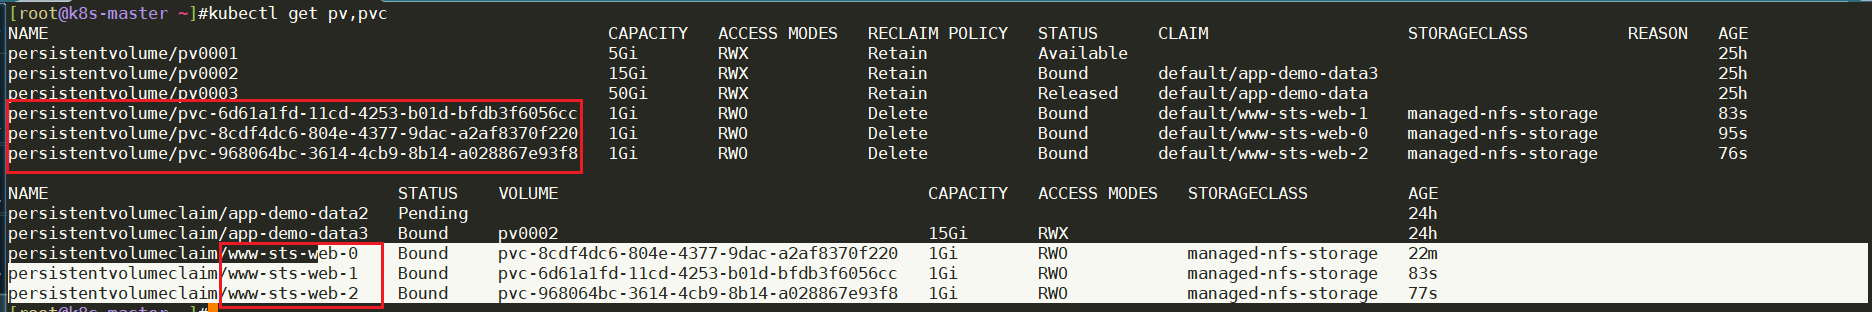 [root@k8s-master ~]#kubectl get pv,pvc
NAME CAPACITY ACCESS MODES RECLAIM POLICY STATUS CLAIM STORAGECLASS REASON AGE
persistentvolume/pv0001 5Gi RWX Retain Available 25h
persistentvolume/pv0002 15Gi RWX Retain Bound default/app-demo-data3 25h
persistentvolume/pv0003 50Gi RWX Retain Released default/app-demo-data 25h
persistentvolume/pvc-6d61a1fd-11cd-4253-b01d-bfdb3f6056cc 1Gi RWO Delete Bound default/www-sts-web-1 managed-nfs-storage 83s
persistentvolume/pvc-8cdf4dc6-804e-4377-9dac-a2af8370f220 1Gi RWO Delete Bound default/www-sts-web-0 managed-nfs-storage 95s
persistentvolume/pvc-968064bc-3614-4cb9-8b14-a028867e93f8 1Gi RWO Delete Bound default/www-sts-web-2 managed-nfs-storage 76s
NAME STATUS VOLUME CAPACITY ACCESS MODES STORAGECLASS AGE
persistentvolumeclaim/app-demo-data2 Pending 24h
persistentvolumeclaim/app-demo-data3 Bound pv0002 15Gi RWX 24h
persistentvolumeclaim/www-sts-web-0 Bound pvc-8cdf4dc6-804e-4377-9dac-a2af8370f220 1Gi RWO managed-nfs-storage 22m
persistentvolumeclaim/www-sts-web-1 Bound pvc-6d61a1fd-11cd-4253-b01d-bfdb3f6056cc 1Gi RWO managed-nfs-storage 83s
persistentvolumeclaim/www-sts-web-2 Bound pvc-968064bc-3614-4cb9-8b14-a028867e93f8 1Gi RWO managed-nfs-storage 77s
[root@k8s-master ~]#